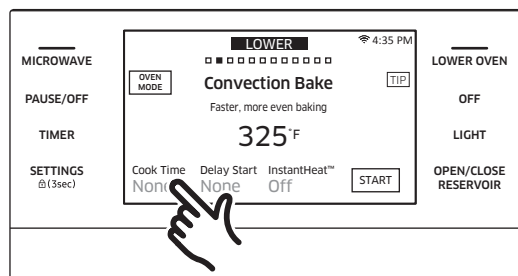 MICROWAVE
PAUSE/OFF
TIMER
SETTINGS
(3sec)
LOWER
4:35 PM
OVEN
MODE
Convection Bake
TIP
Faster, more even baking
325°F
Cook Time Delay Start InstantHeat™
None None Off
START
LOWER OVEN
OFF
LIGHT
OPEN/CLOSE
RESERVOIR